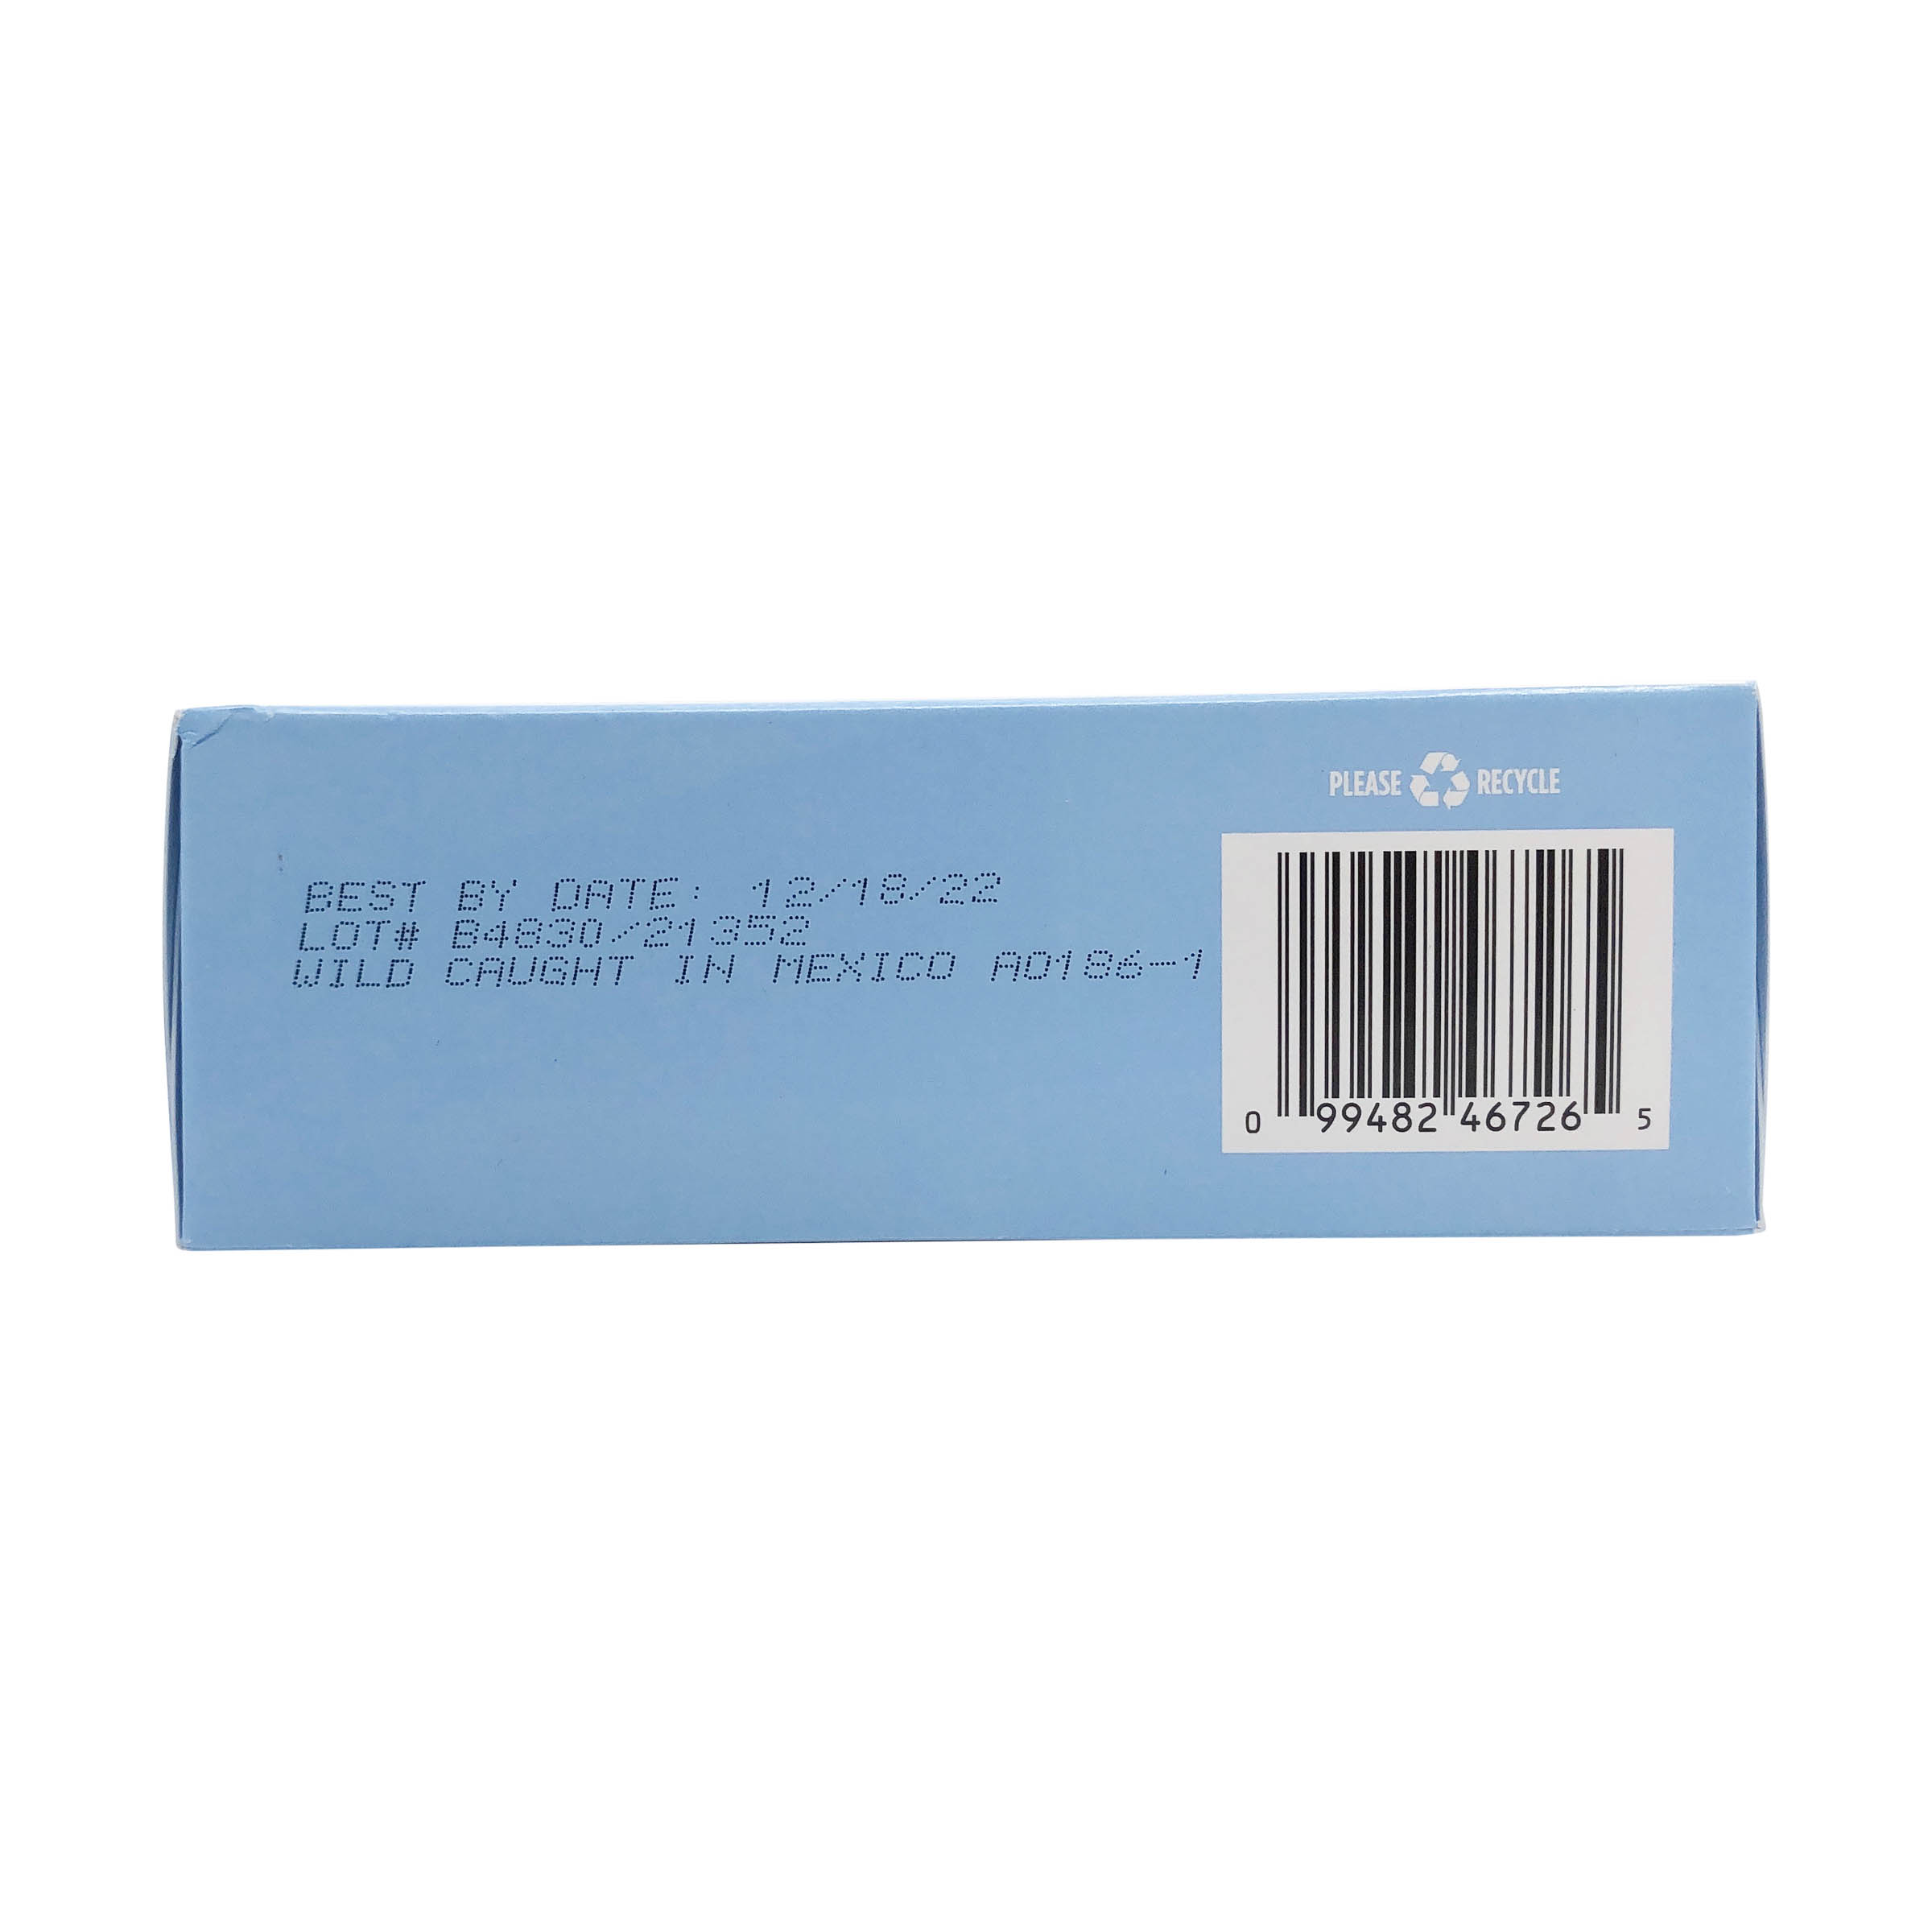 PLEASE RECYCLE
BEST BY DATE: 12/18/22
LOT# B4830/21352
WILD CAUGHT IN MEXICO A0186-1
0 99482 46726 5